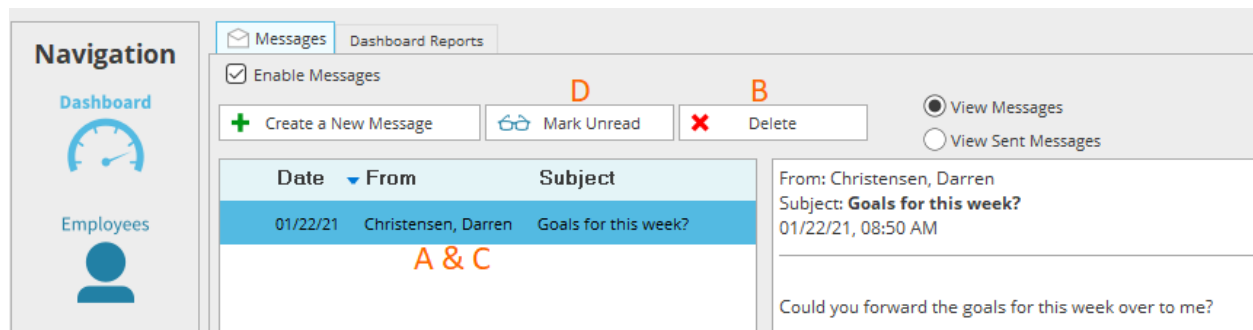 Navigation
Dashboard
Employees
Messages
Dashboard Reports
Enable Messages
D
B
Create a New Message
Mark Unread
Delete
View Messages
View Sent Messages
Date From Subject
01/22/21 Christensen, Darren Goals for this week?
A & C
From: Christensen, Darren
Subject: Goals for this week?
01/22/21, 08:50 AM
Could you forward the goals for this week over to me?